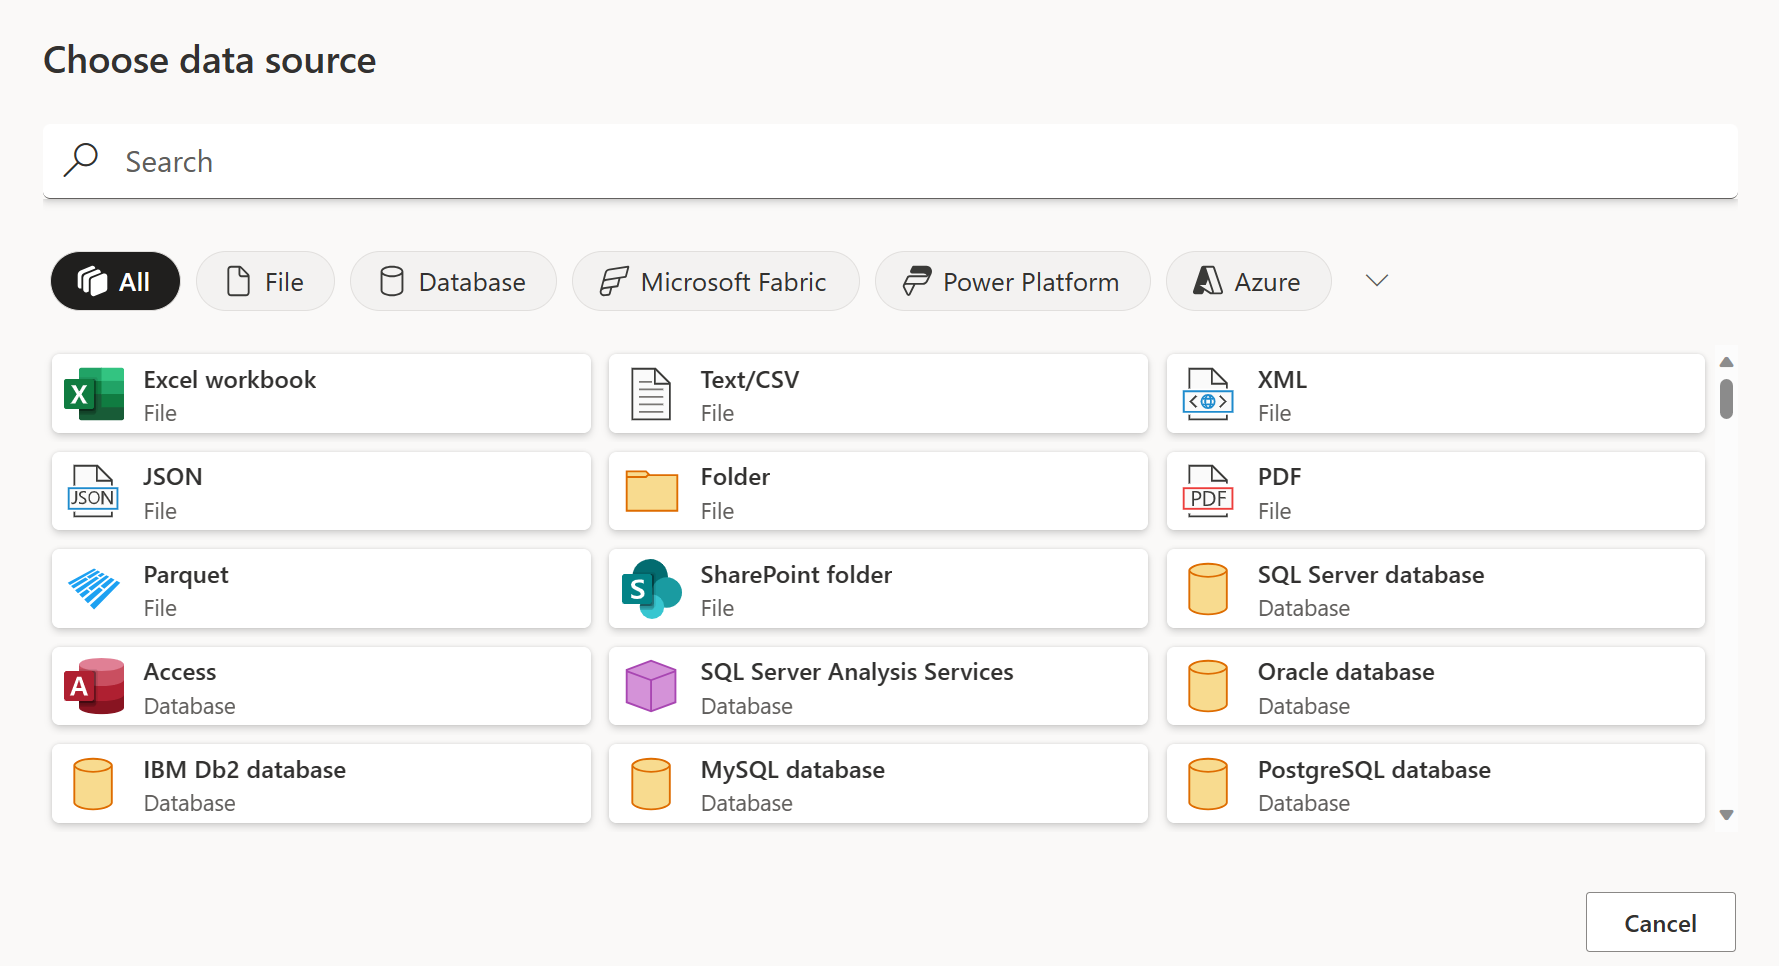 Choose data source
Search
All
File
Database
Microsoft Fabric
Power Platform
Azure
X
Excel workbook
File
Text/CSV
File
XML
File
JSON
JSON
File
Folder
File
PDF
PDF
File
Parquet
File
S
SharePoint folder
File
SQL Server database
Database
A
Access
Database
SQL Server Analysis Services
Database
Oracle database
Database
IBM Db2 database
Database
MySQL database
Database
PostgreSQL database
Database
Cancel